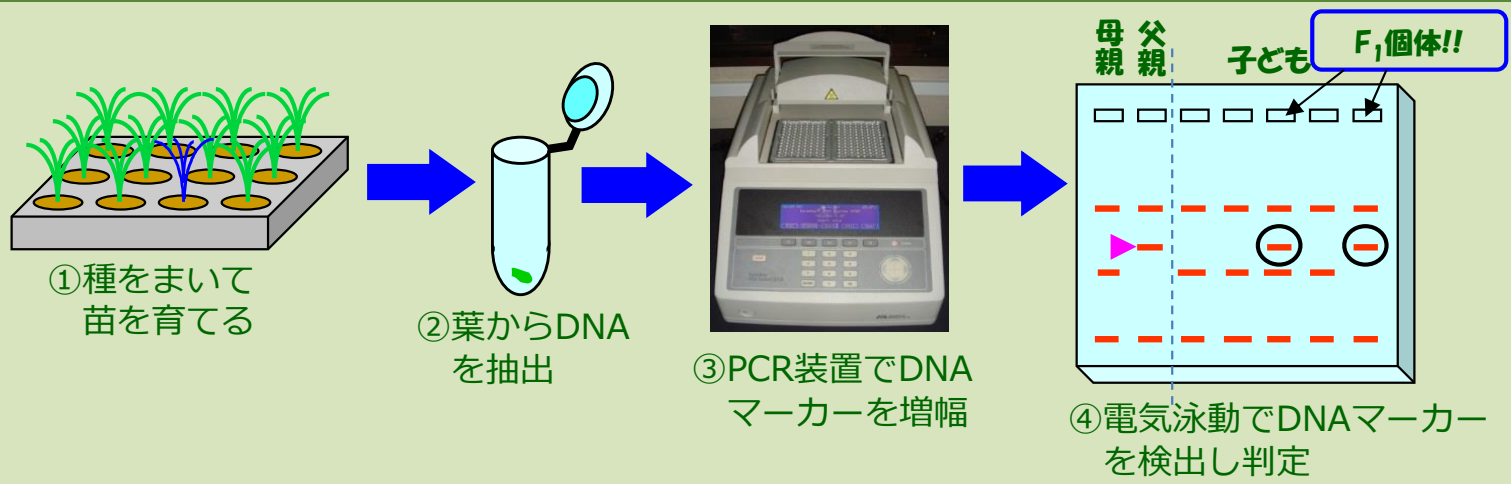 ①種をまいて
苗を育てる
②葉からDNA
を抽出
③PCR装置でDNA
マーカーを増幅
母親
父親
子ども
F₁個体!!
④電気泳動でDNAマーカー
を検出し判定